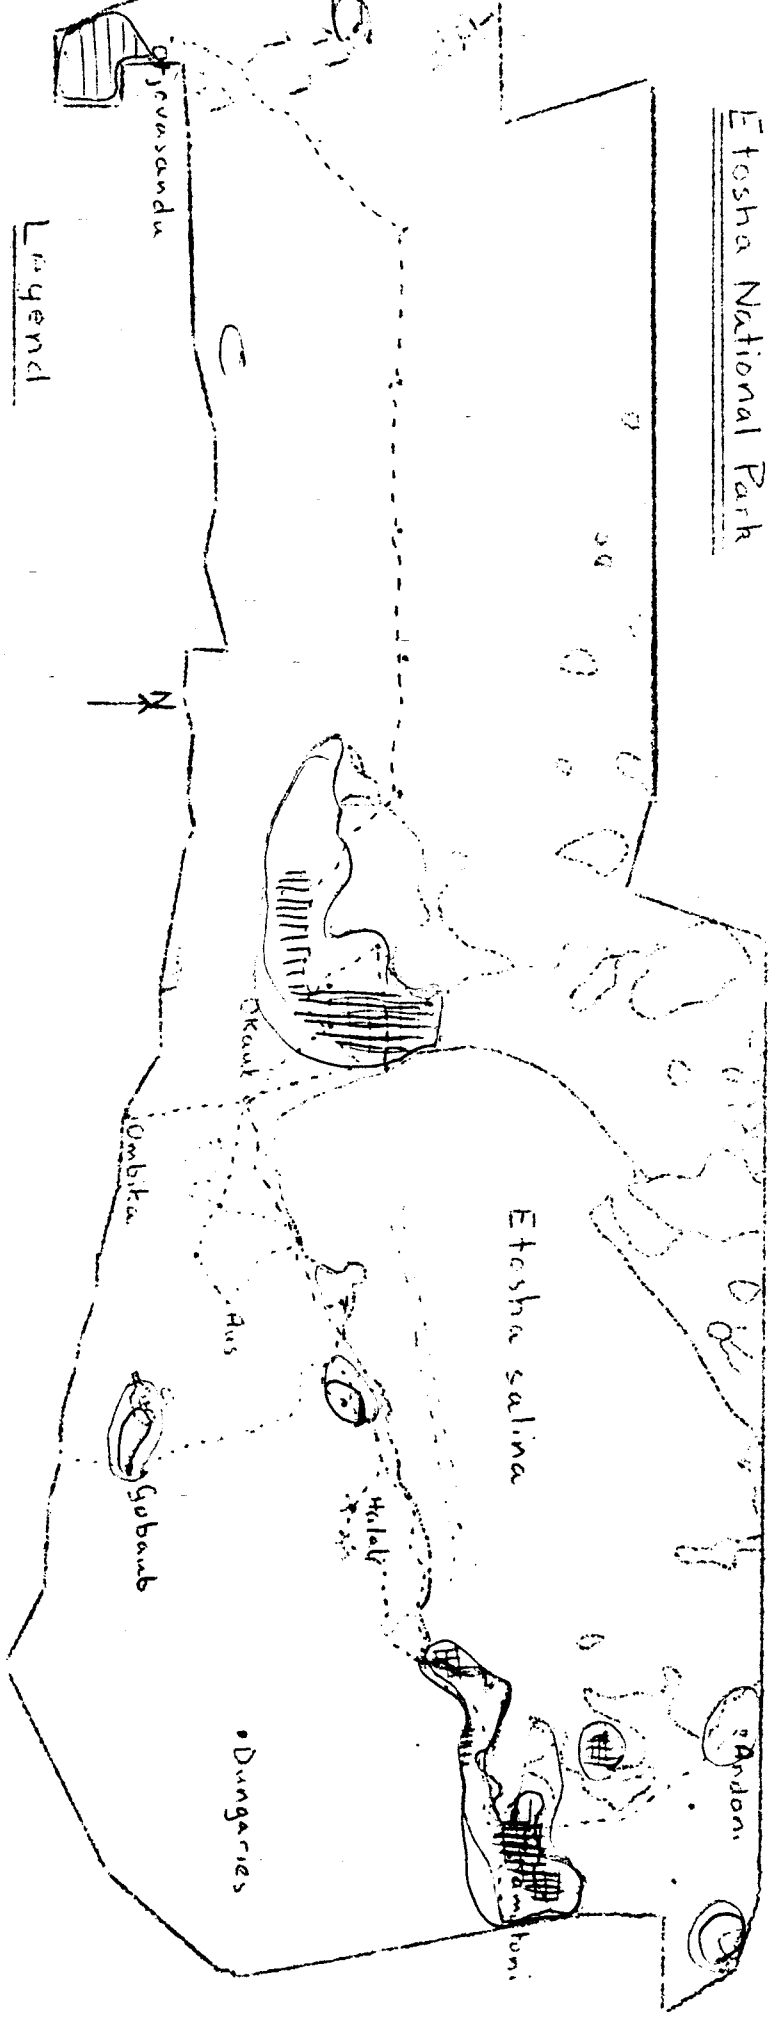 Etosha National Park
Andoni
Etosha salina
Halali
Okauk
Aus
Dungaries
Ombika
Gobaub
N
Legend